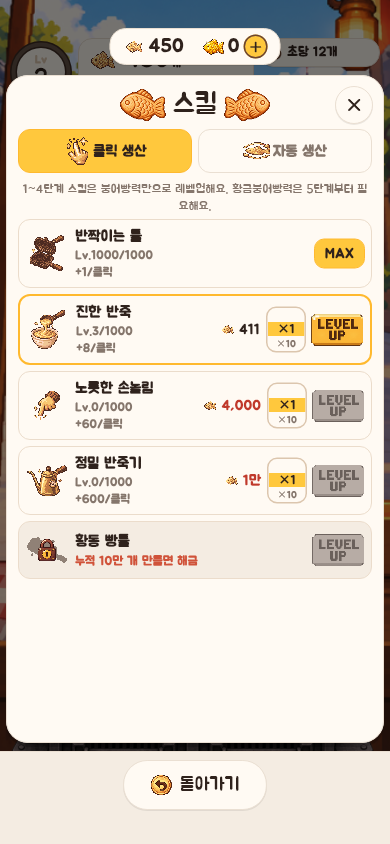 450
0
초당 12개
Lv
스킬
클릭 생산
자동 생산
1~4단계 스킬은 붕어빵력만으로 레벨업해요. 황금붕어빵력은 5단계부터 필
요해요.
반짝이는 틀
Lv.1000/1000
+1/클릭
MAX
진한 반죽
Lv.3/1000
+8/클릭
411
×1
×10
LEVEL
UP
노릇한 손놀림
Lv.0/1000
+60/클릭
4,000
×1
×10
LEVEL
UP
정밀 반죽기
Lv.0/1000
+600/클릭
1만
×1
×10
LEVEL
UP
황동 빵틀
누적 10만 개 만들면 해금
LEVEL
UP
돌아가기